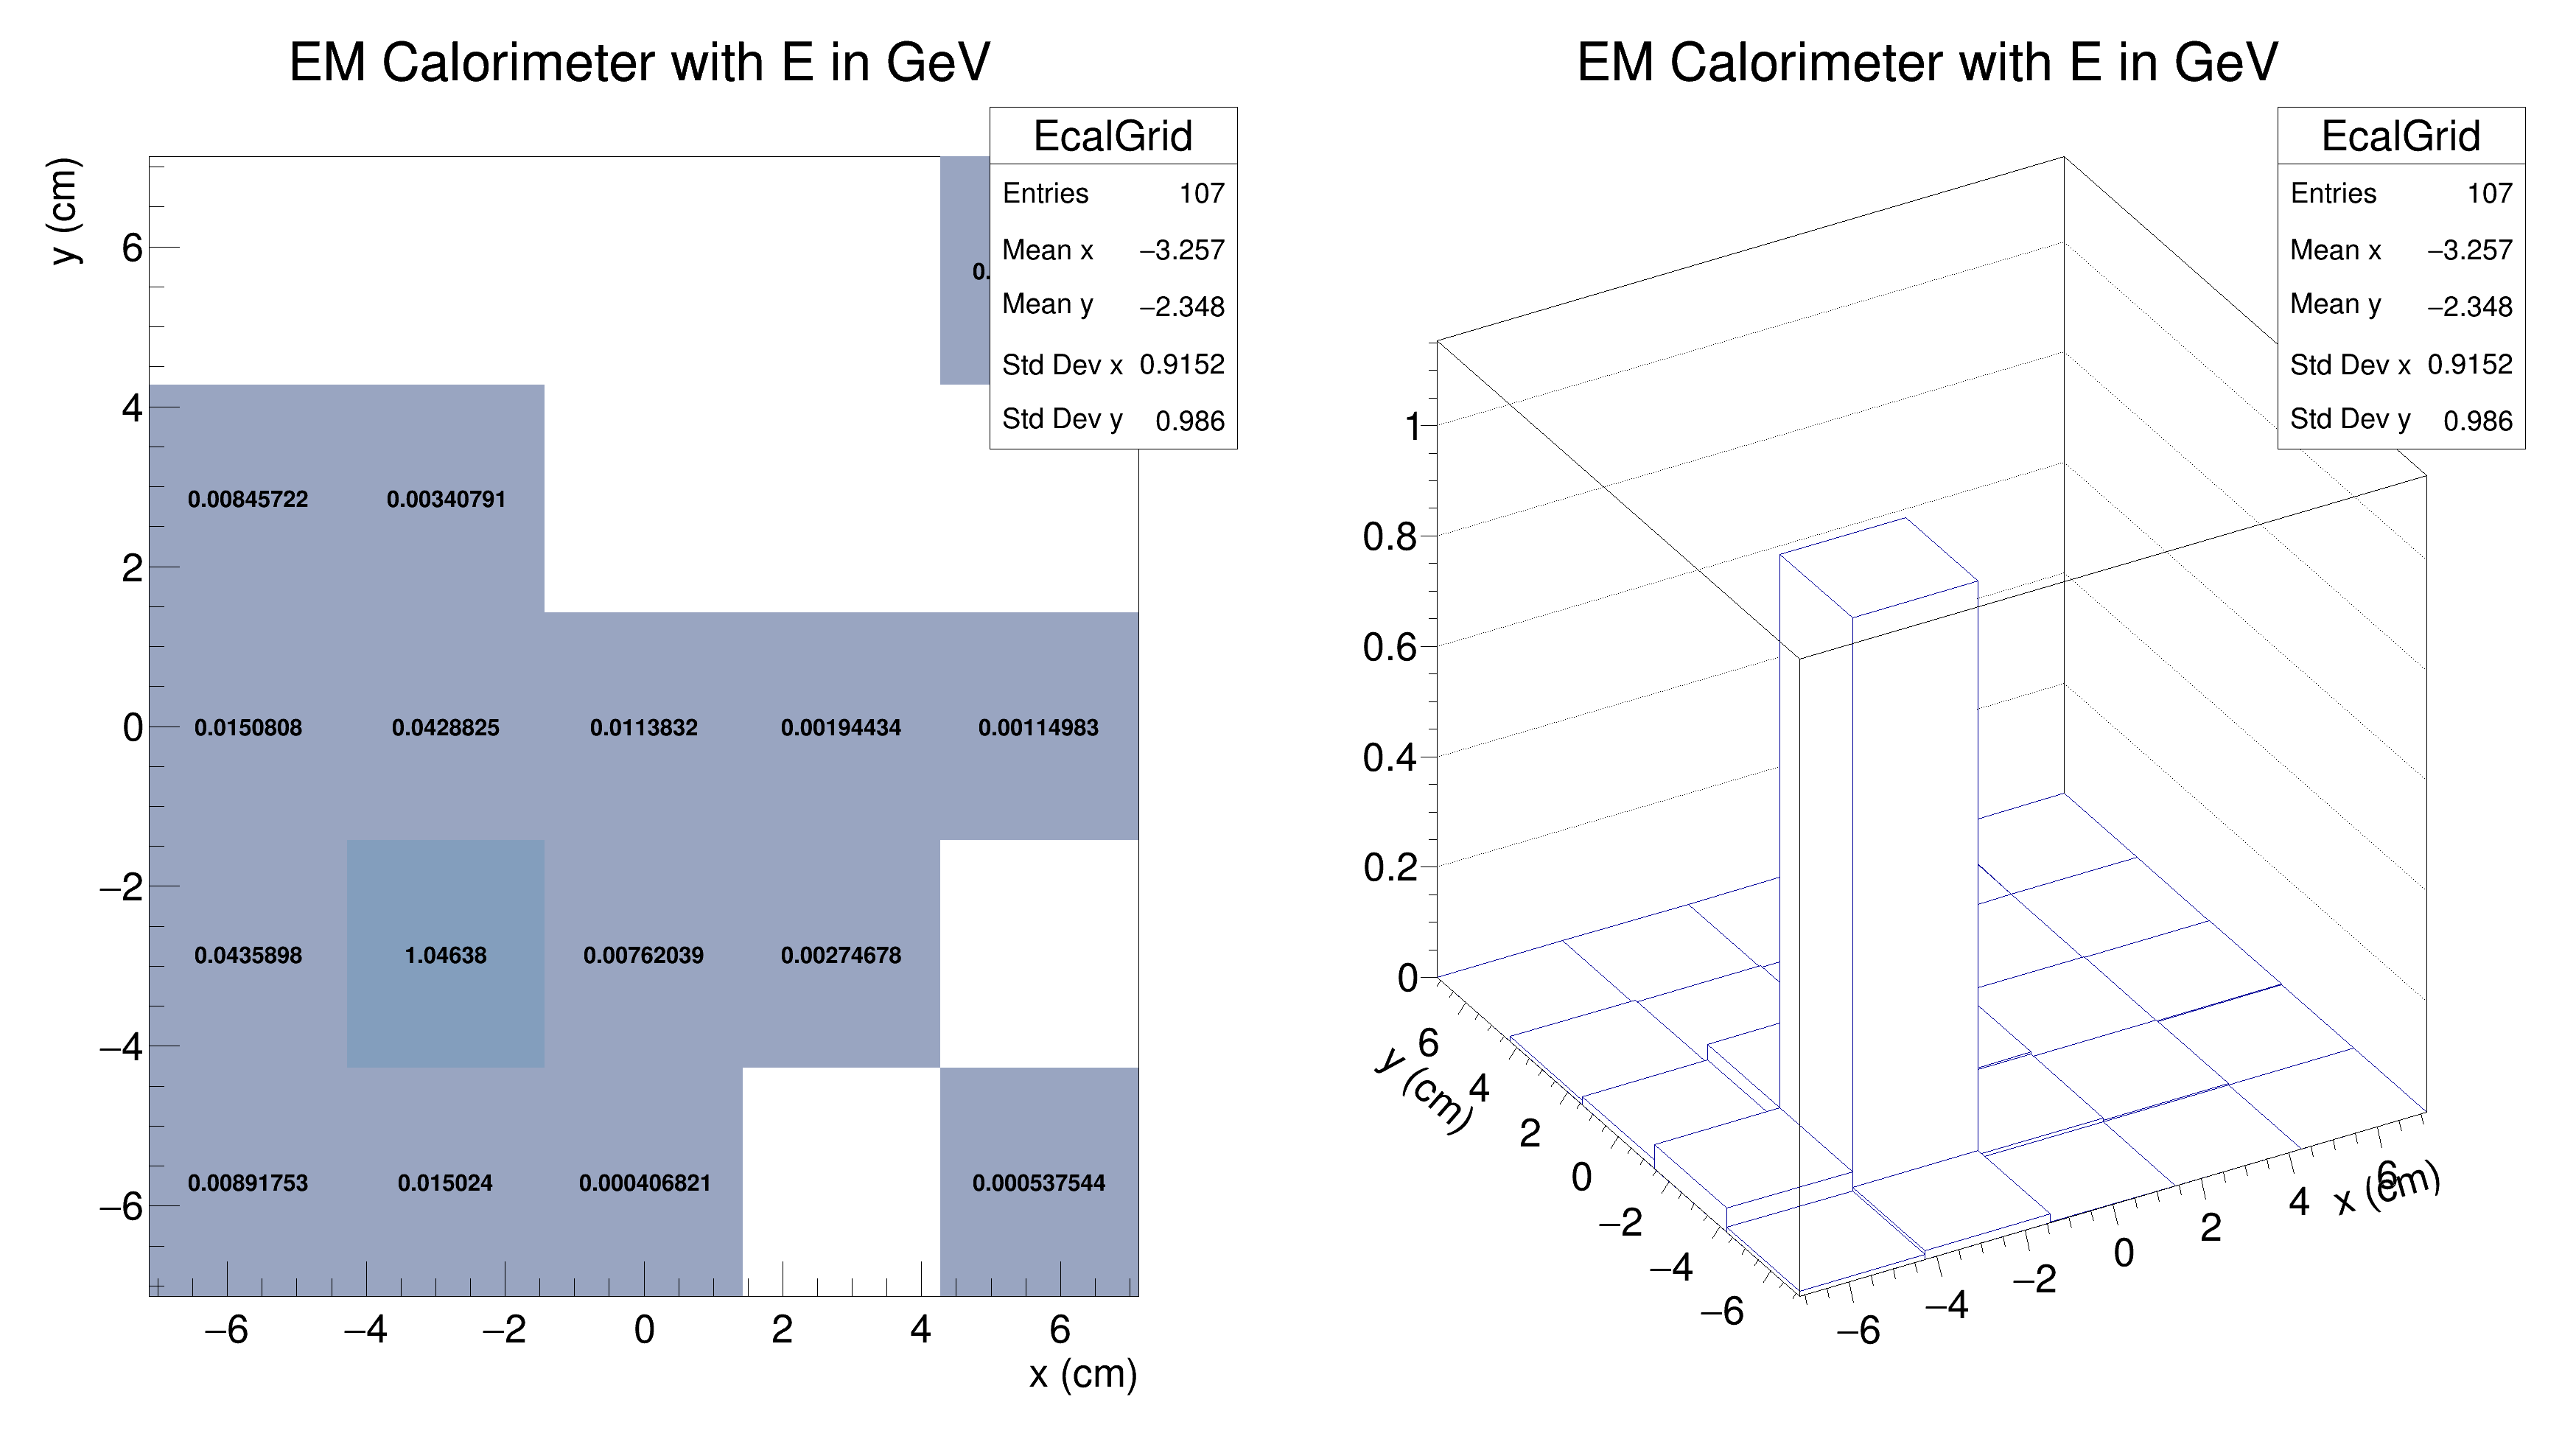 EM Calorimeter with E in GeV
EcalGrid
Entries 107
Mean x −3.257
Mean y −2.348
Std Dev x 0.9152
Std Dev y 0.986
y (cm)
6
4
2
0
−2
−4
−6
0.
0.00845722 0.00340791
0.0150808 0.0428825 0.0113832 0.00194434 0.00114983
0.0435898 1.04638 0.00762039 0.00274678
0.00891753 0.015024 0.000406821 0.000537544
−6 −4 −2 0 2 4 6
x (cm)
EM Calorimeter with E in GeV
EcalGrid
Entries 107
Mean x −3.257
Mean y −2.348
Std Dev x 0.9152
Std Dev y 0.986
1
0.8
0.6
0.4
0.2
0
y (cm)
6
4
2
0
−2
−4
−6
−6 −4 −2 0 2 4 6
x (cm)